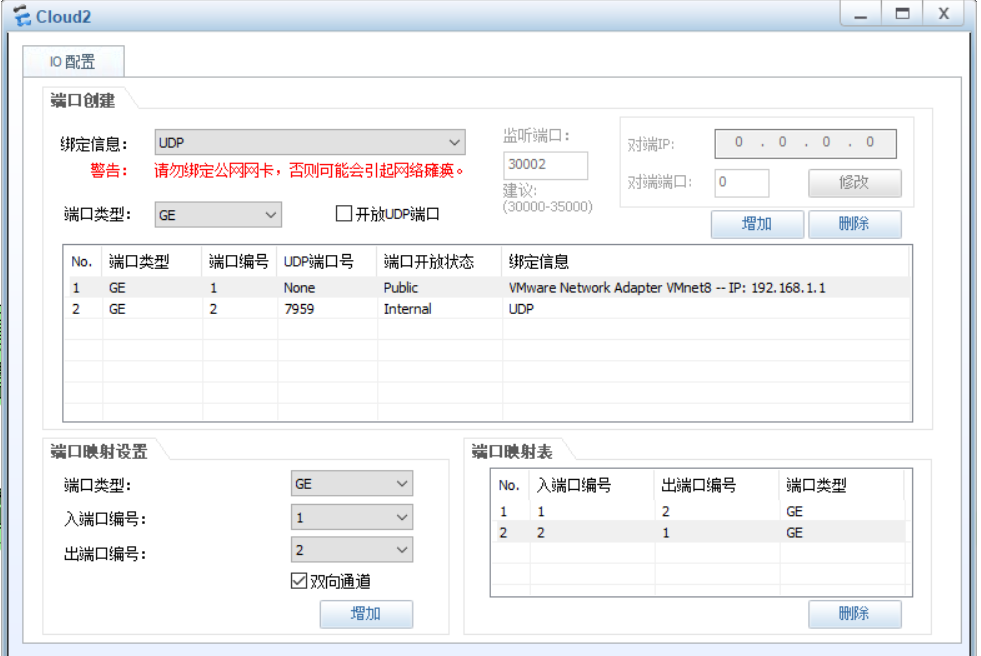 Cloud2
IO 配置
端口创建
绑定信息: UDP
警告: 请勿绑定公网网卡，否则可能会引起网络瘫痪。
端口类型: GE 开放UDP端口
监听端口:
30002
建议:
(30000-35000)
对端IP: 0 . 0 . 0 . 0
对端端口: 0 修改
增加 删除
No. 端口类型 端口编号 UDP端口号 端口开放状态 绑定信息
1 GE 1 None Public VMware Network Adapter VMnet8 -- IP: 192.168.1.1
2 GE 2 7959 Internal UDP
端口映射设置
端口类型: GE
入端口编号: 1
出端口编号: 2
双向通道
增加
端口映射表
No. 入端口编号 出端口编号 端口类型
1 1 2 GE
2 2 1 GE
删除